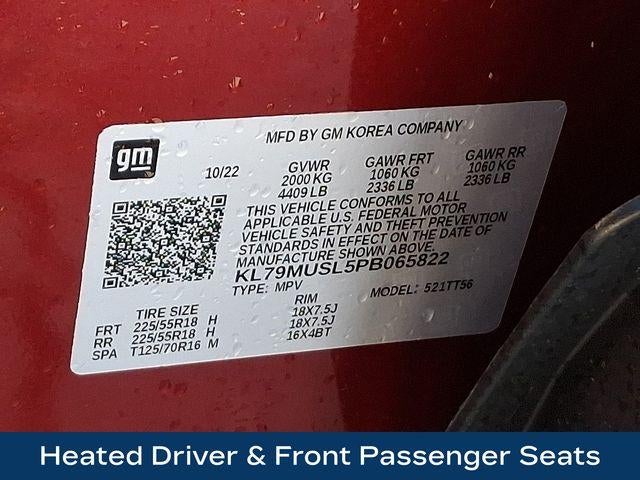 MFD BY GM KOREA COMPANY
gm
10/22
GVWR GAWR FRT GAWR RR
2000 KG 1060 KG 1060 KG
4409 LB 2336 LB 2336 LB
THIS VEHICLE CONFORMS TO ALL
APPLICABLE U.S. FEDERAL MOTOR
VEHICLE SAFETY AND THEFT PREVENTION
STANDARDS IN EFFECT ON THE DATE OF
MANUFACTURE SHOWN ABOVE.
KL79MUSL5PB065822
TYPE: MPV MODEL: 521TT56
TIRE SIZE RIM
FRT 225/55R18 H 18X7.5J
RR 225/55R18 H 18X7.5J
SPA T125/70R16 M 16X4BT
Heated Driver & Front Passenger Seats